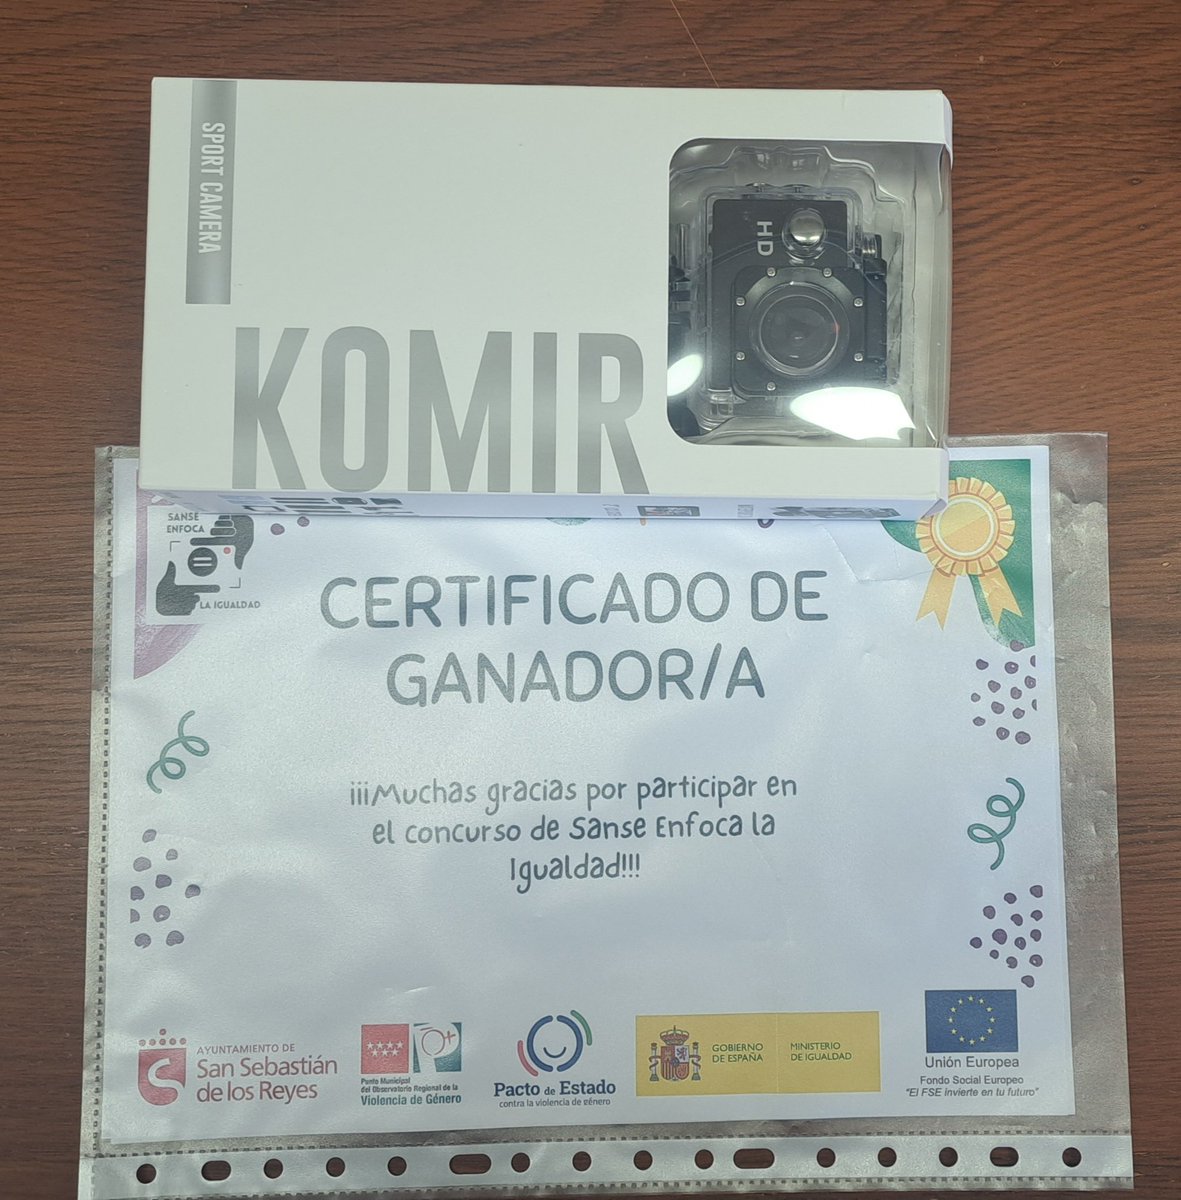 SPORT CAMERA
HD
KOMIR
SANSE
ENFOCA
LA IGUALDAD
CERTIFICADO DE
GANADOR/A
¡¡¡Muchas gracias por participar en
el concurso de Sanse Enfoca la
Igualdad!!!
AYUNTAMIENTO DE
San Sebastián
de los Reyes
Punto Municipal
del Observatorio Regional de la
Violencia de Género
Pacto de Estado
contra la violencia de género
GOBIERNO
DE ESPAÑA
MINISTERIO
DE IGUALDAD
Unión Europea
Fondo Social Europeo
"El FSE invierte en tu futuro"